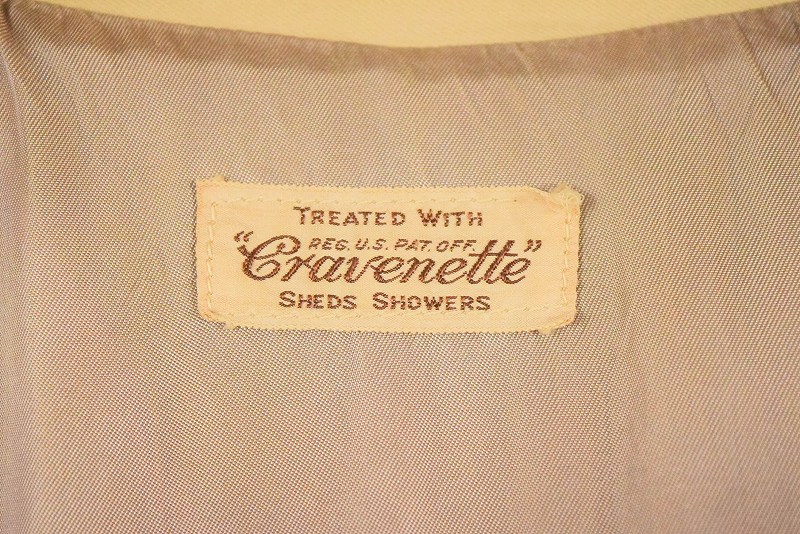 TREATED WITH
REG. U.S. PAT. OFF.
"Cravenette"
SHEDS SHOWERS